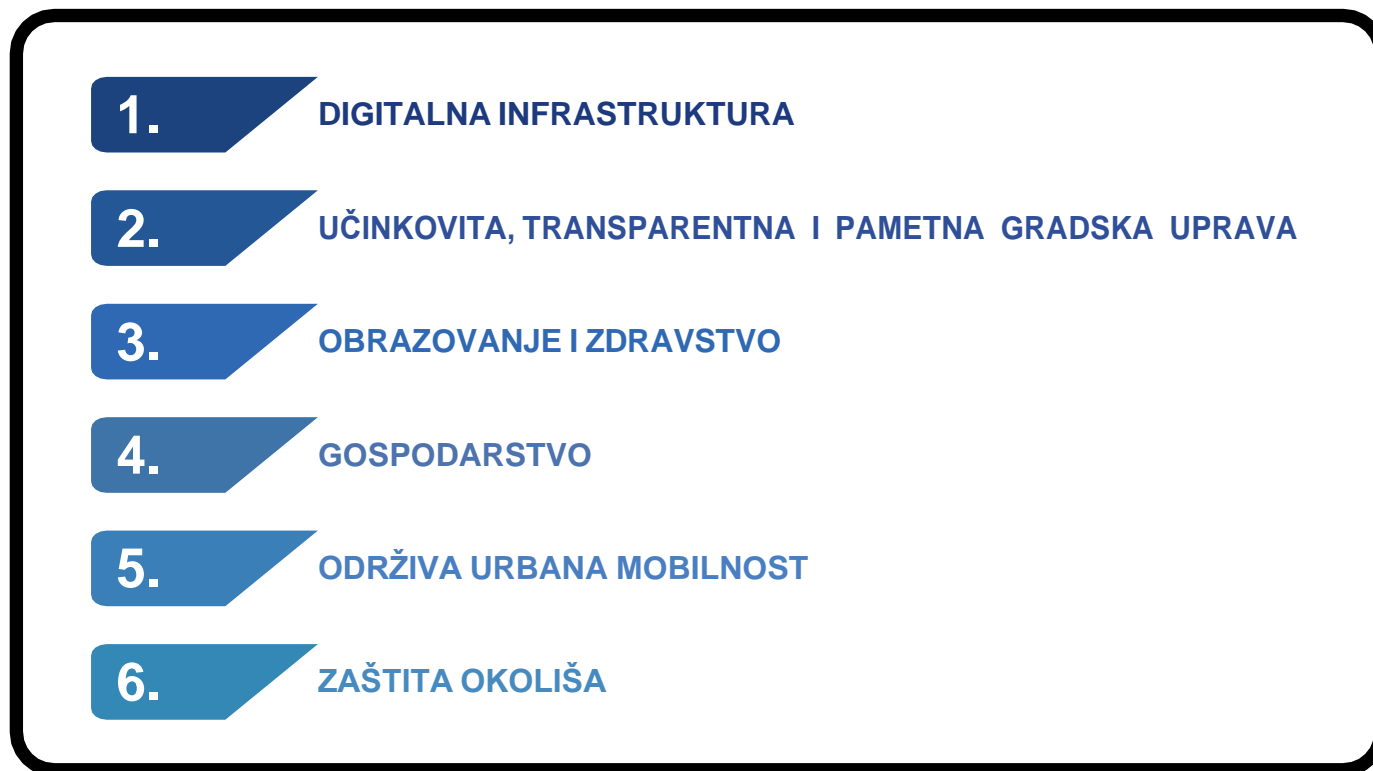 1. DIGITALNA INFRASTRUKTURA
2. UČINKOVITA, TRANSPARENTNA I PAMETNA GRADSKA UPRAVA
3. OBRAZOVANJE I ZDRAVSTVO
4. GOSPODARSTVO
5. ODRŽIVA URBANA MOBILNOST
6. ZAŠTITA OKOLIŠA